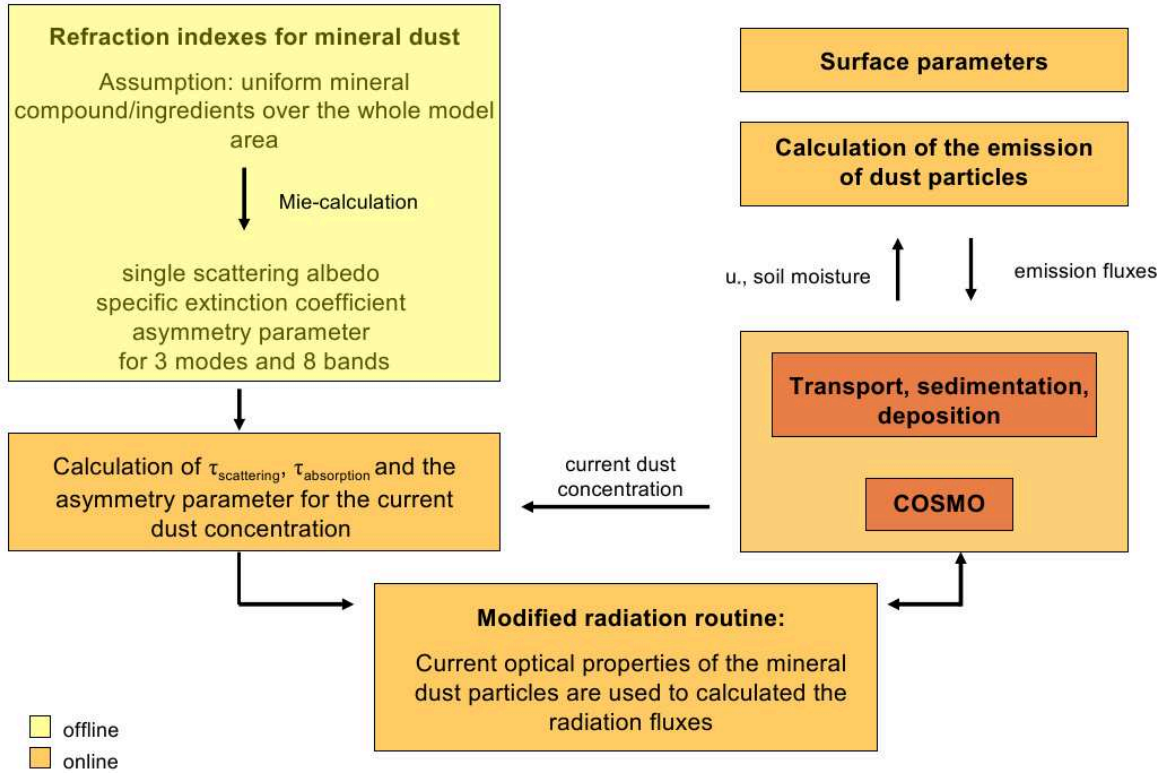 Refraction indexes for mineral dust
Assumption: uniform mineral
compound/ingredients over the whole model
area
Mie-calculation
single scattering albedo
specific extinction coefficient
asymmetry parameter
for 3 modes and 8 bands
Surface parameters
Calculation of the emission
of dust particles
u., soil moisture
emission fluxes
Transport, sedimentation,
deposition
COSMO
current dust
concentration
Calculation of τscattering, τabsorption and the
asymmetry parameter for the current
dust concentration
Modified radiation routine:
Current optical properties of the mineral
dust particles are used to calculated the
radiation fluxes
offline
online